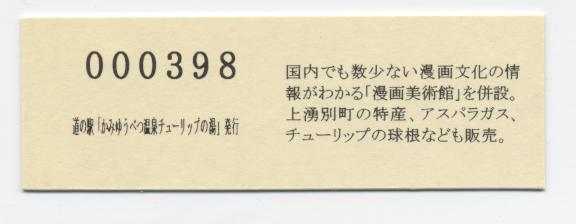 000398
道の駅「かみゆうべつ温泉チューリップの湯」発行
国内でも数少ない漫画文化の情
報がわかる「漫画美術館」を併設。
上湧別町の特産、アスパラガス、
チューリップの球根なども販売。